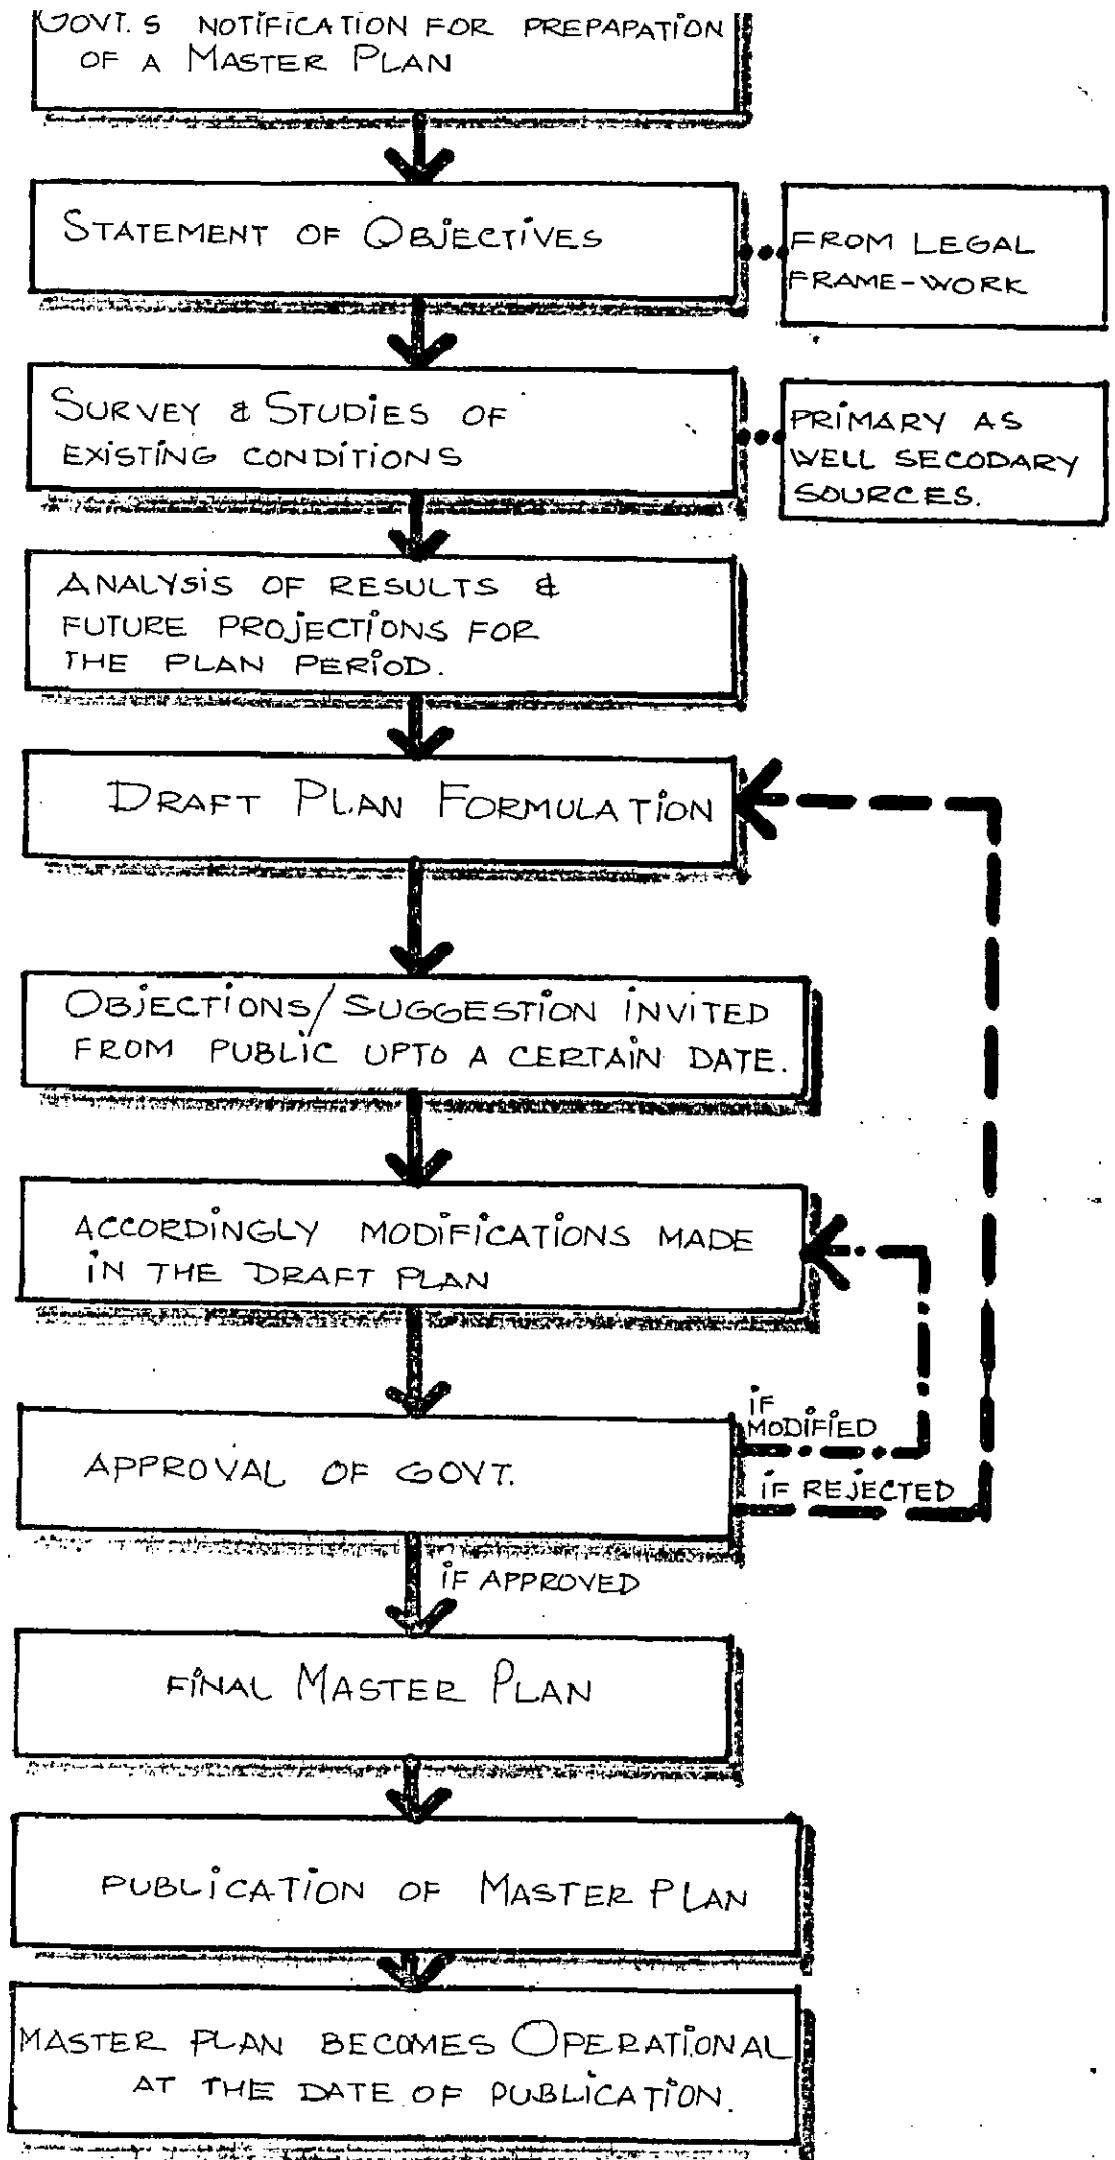 GOVT.S NOTIFICATION FOR PREPAPATION
OF A MASTER PLAN
STATEMENT OF OBJECTIVES
FROM LEGAL
FRAME-WORK
SURVEY & STUDIES OF
EXISTING CONDITIONS
PRIMARY AS
WELL SECODARY
SOURCES.
ANALYSIS OF RESULTS &
FUTURE PROJECTIONS FOR
THE PLAN PERIOD.
DRAFT PLAN FORMULATION
OBJECTIONS/SUGGESTION INVITED
FROM PUBLIC UPTO A CERTAIN DATE.
ACCORDINGLY MODIFICATIONS MADE
IN THE DRAFT PLAN
IF
MODIFIED
APPROVAL OF GOVT.
IF REJECTED
IF APPROVED
FINAL MASTER PLAN
PUBLICATION OF MASTER PLAN
MASTER PLAN BECOMES OPERATIONAL
AT THE DATE OF PUBLICATION.